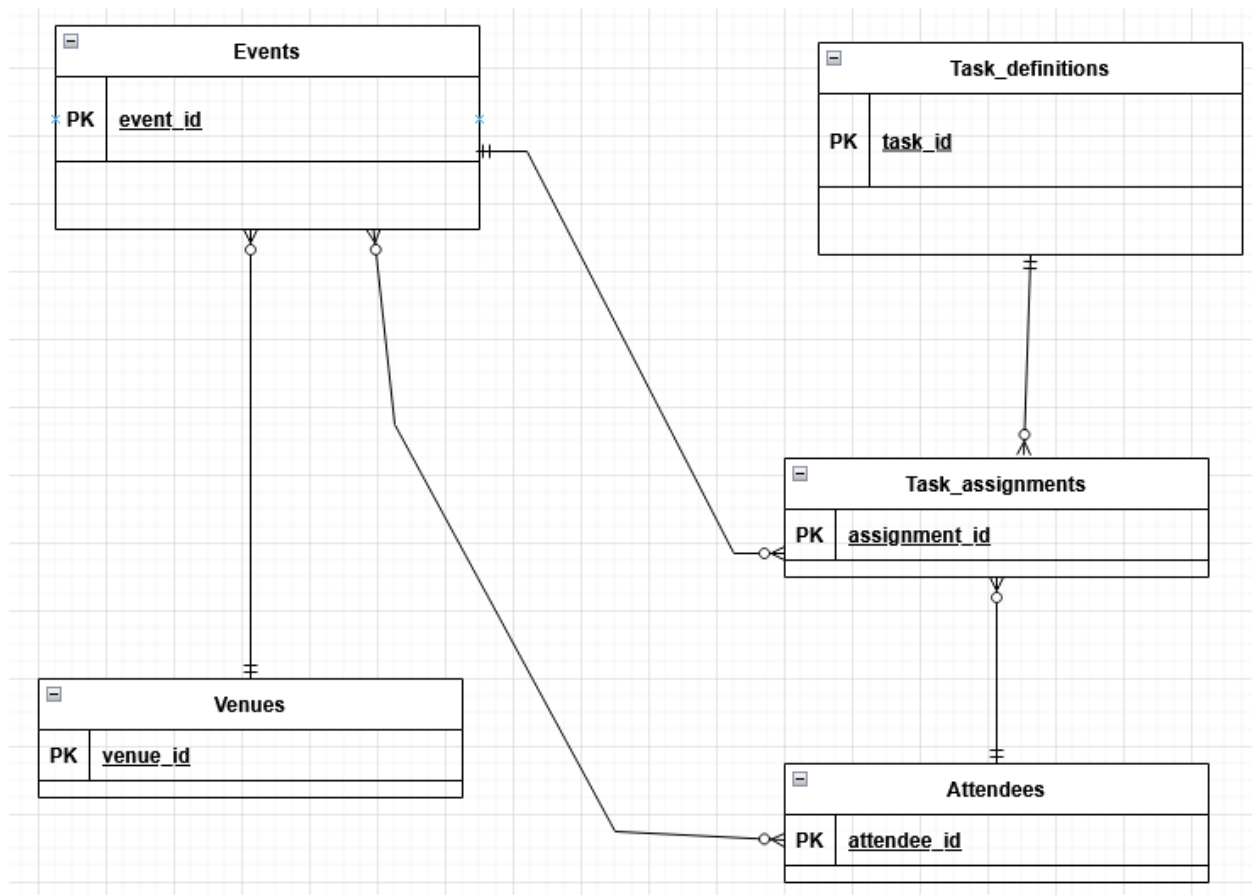 Events
PK event_id
Task_definitions
PK task_id
Task_assignments
PK assignment_id
Venues
PK venue_id
Attendees
PK attendee_id